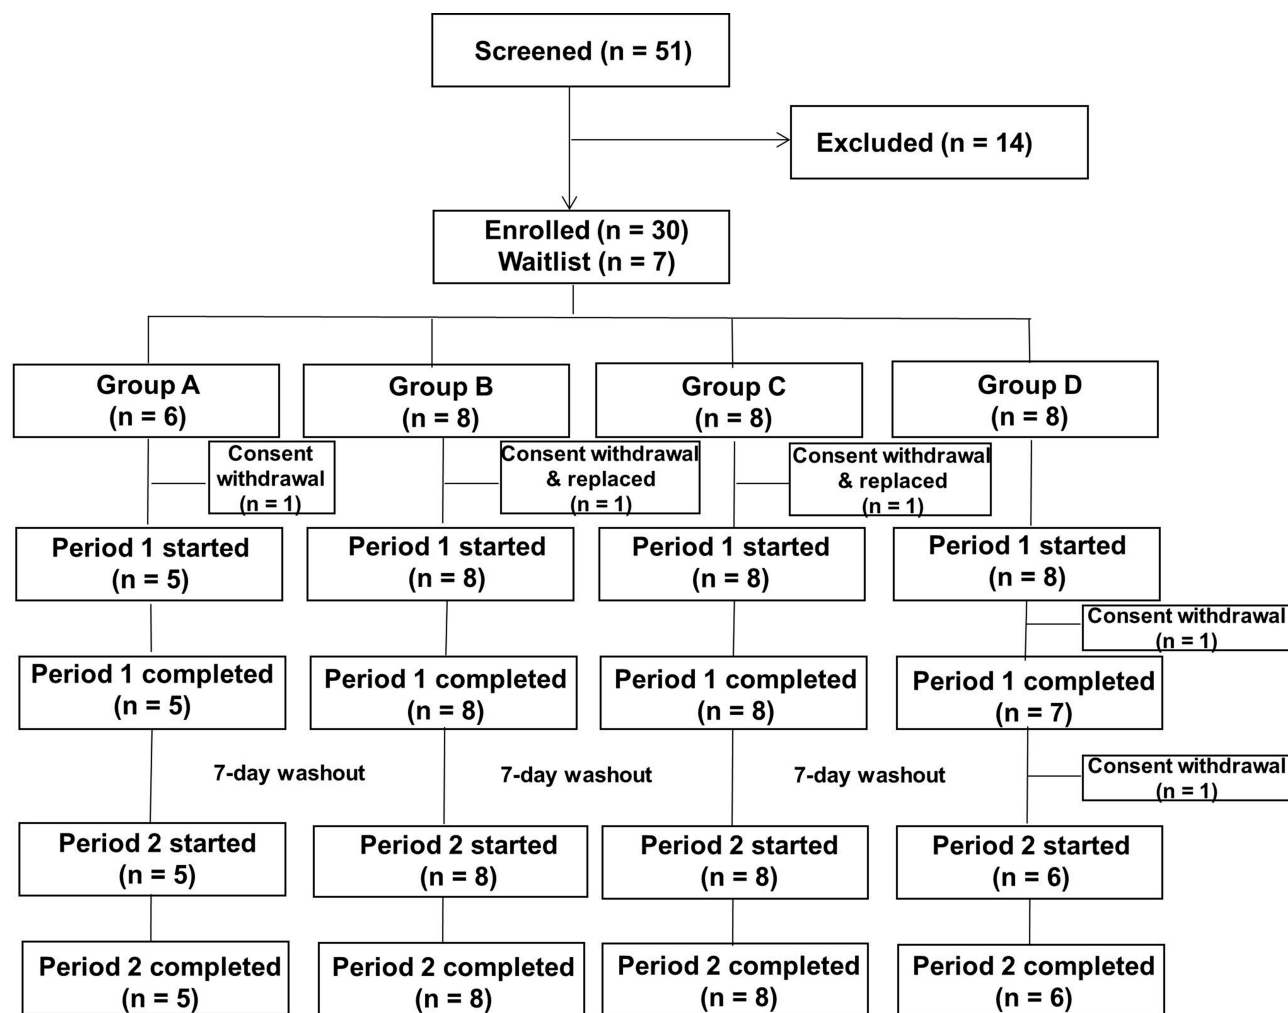 Screened (n = 51)
Excluded (n = 14)
Enrolled (n = 30)
Waitlist (n = 7)
Group A
(n = 6)
Group B
(n = 8)
Group C
(n = 8)
Group D
(n = 8)
Consent
withdrawal
(n = 1)
Consent withdrawal
& replaced
(n = 1)
Consent withdrawal
& replaced
(n = 1)
Period 1 started
(n = 5)
Period 1 started
(n = 8)
Period 1 started
(n = 8)
Period 1 started
(n = 8)
Consent withdrawal
(n = 1)
Period 1 completed
(n = 5)
Period 1 completed
(n = 8)
Period 1 completed
(n = 8)
Period 1 completed
(n = 7)
7-day washout
7-day washout
7-day washout
Consent withdrawal
(n = 1)
Period 2 started
(n = 5)
Period 2 started
(n = 8)
Period 2 started
(n = 8)
Period 2 started
(n = 6)
Period 2 completed
(n = 5)
Period 2 completed
(n = 8)
Period 2 completed
(n = 8)
Period 2 completed
(n = 6)